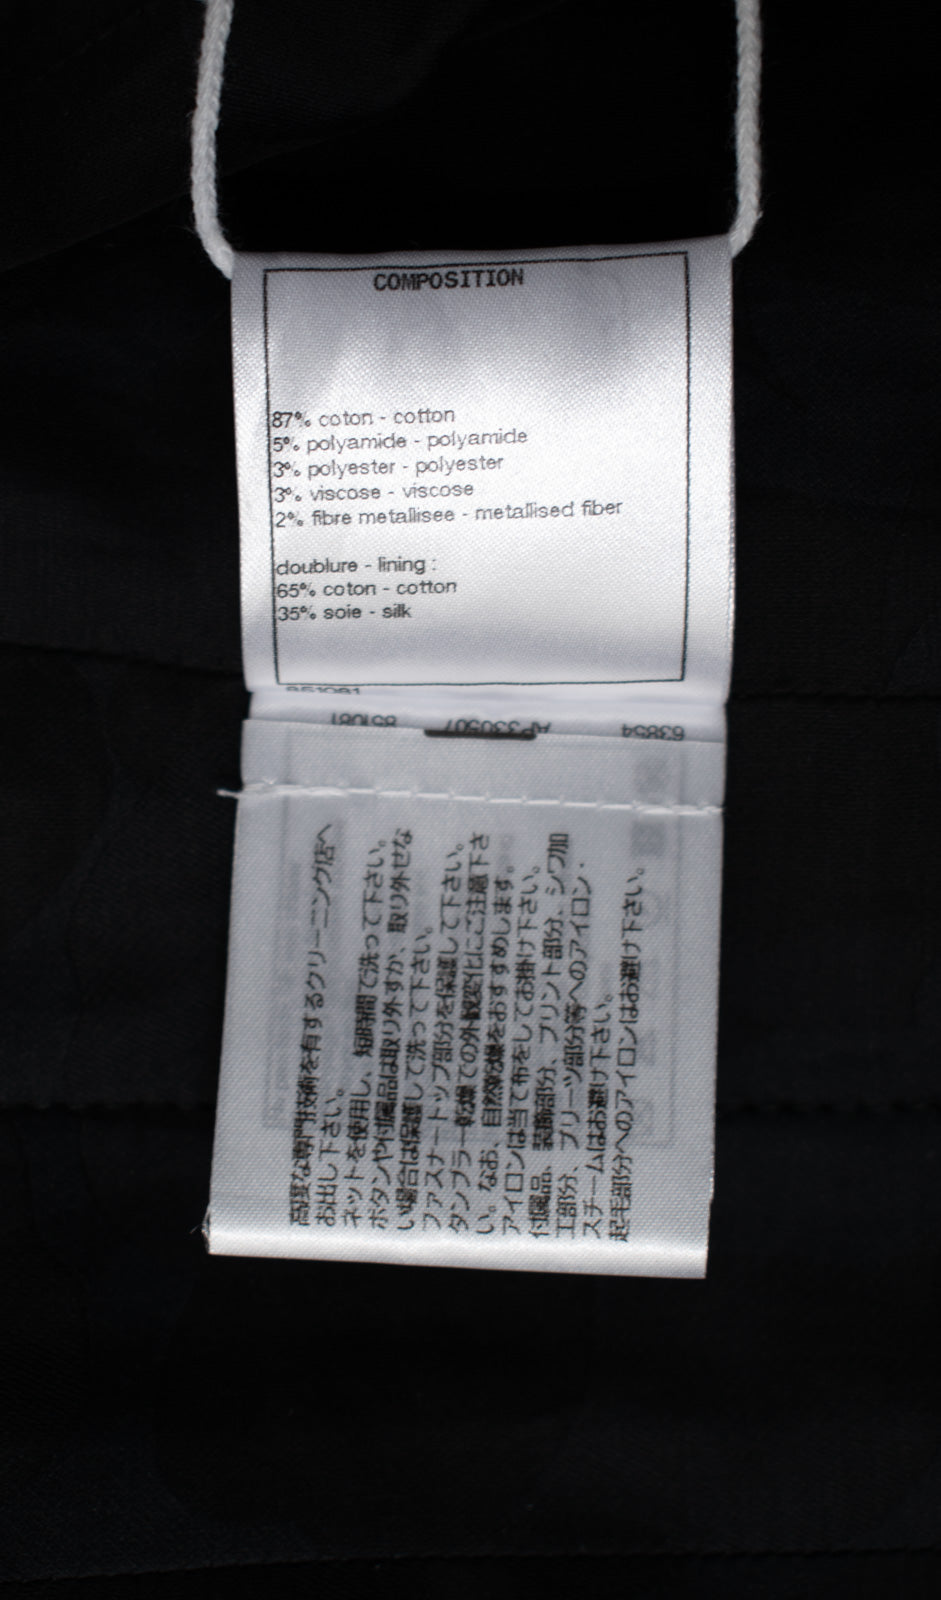 COMPOSITION
87% coton - cotton
5% polyamide - polyamide
3% polyester - polyester
3% viscose - viscose
2% fibre metallisee - metallised fiber
doublure - lining :
65% coton - cotton
35% soie - silk
851081
63854 AP330507 851081
高度な専門技術を有するクリーニング店へ
お出し下さい。
ネットを使用し、短時間で洗って下さい。
ボタンや付属品は取り外すか、取り外せな
い場合は保護して洗って下さい。
ファスナートップ部分を保護して下さい。
タンブラー乾燥での外観変化にご注意下さ
い。なお、自然乾燥をおすすめします。
アイロンは当て布をしてお掛け下さい。
付属品、装飾部分、プリント部分、シワ加
工部分、プリーツ部分等へのアイロン・
スチームはお避け下さい。
起毛部分へのアイロンはお避け下さい。